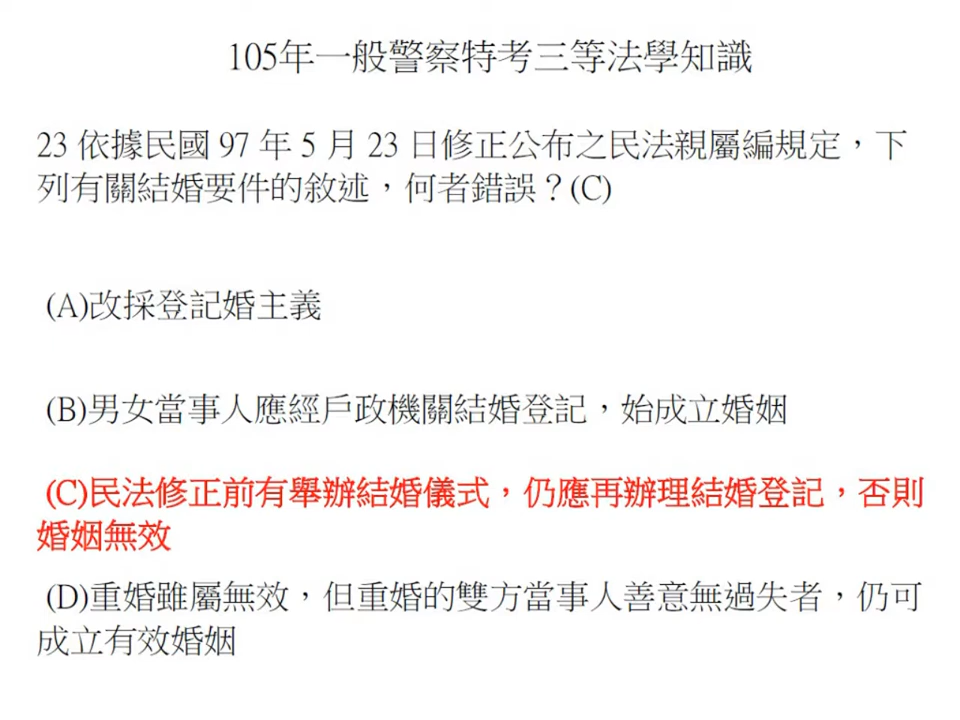 105年一般警察特考三等法學知識
23 依據民國 97 年 5 月 23 日修正公布之民法親屬編規定，下
列有關結婚要件的敘述，何者錯誤？(C)
(A)改採登記婚主義
(B)男女當事人應經戶政機關結婚登記，始成立婚姻
(C)民法修正前有舉辦結婚儀式，仍應再辦理結婚登記，否則
婚姻無效
(D)重婚雖屬無效，但重婚的雙方當事人善意無過失者，仍可
成立有效婚姻